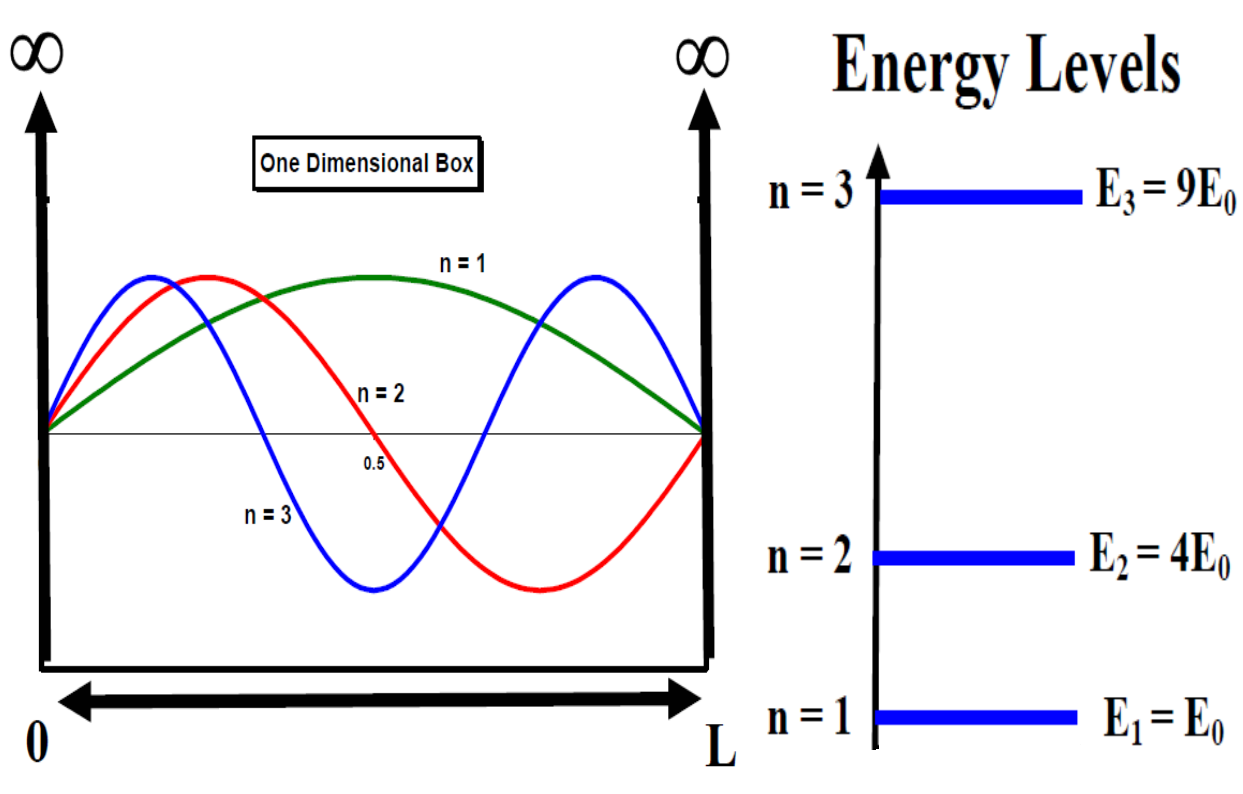 ∞
∞
Energy Levels
One Dimensional Box
n = 1
n = 2
0.5
n = 3
0
L
n = 3
E₃ = 9E₀
n = 2
E₂ = 4E₀
n = 1
E₁ = E₀